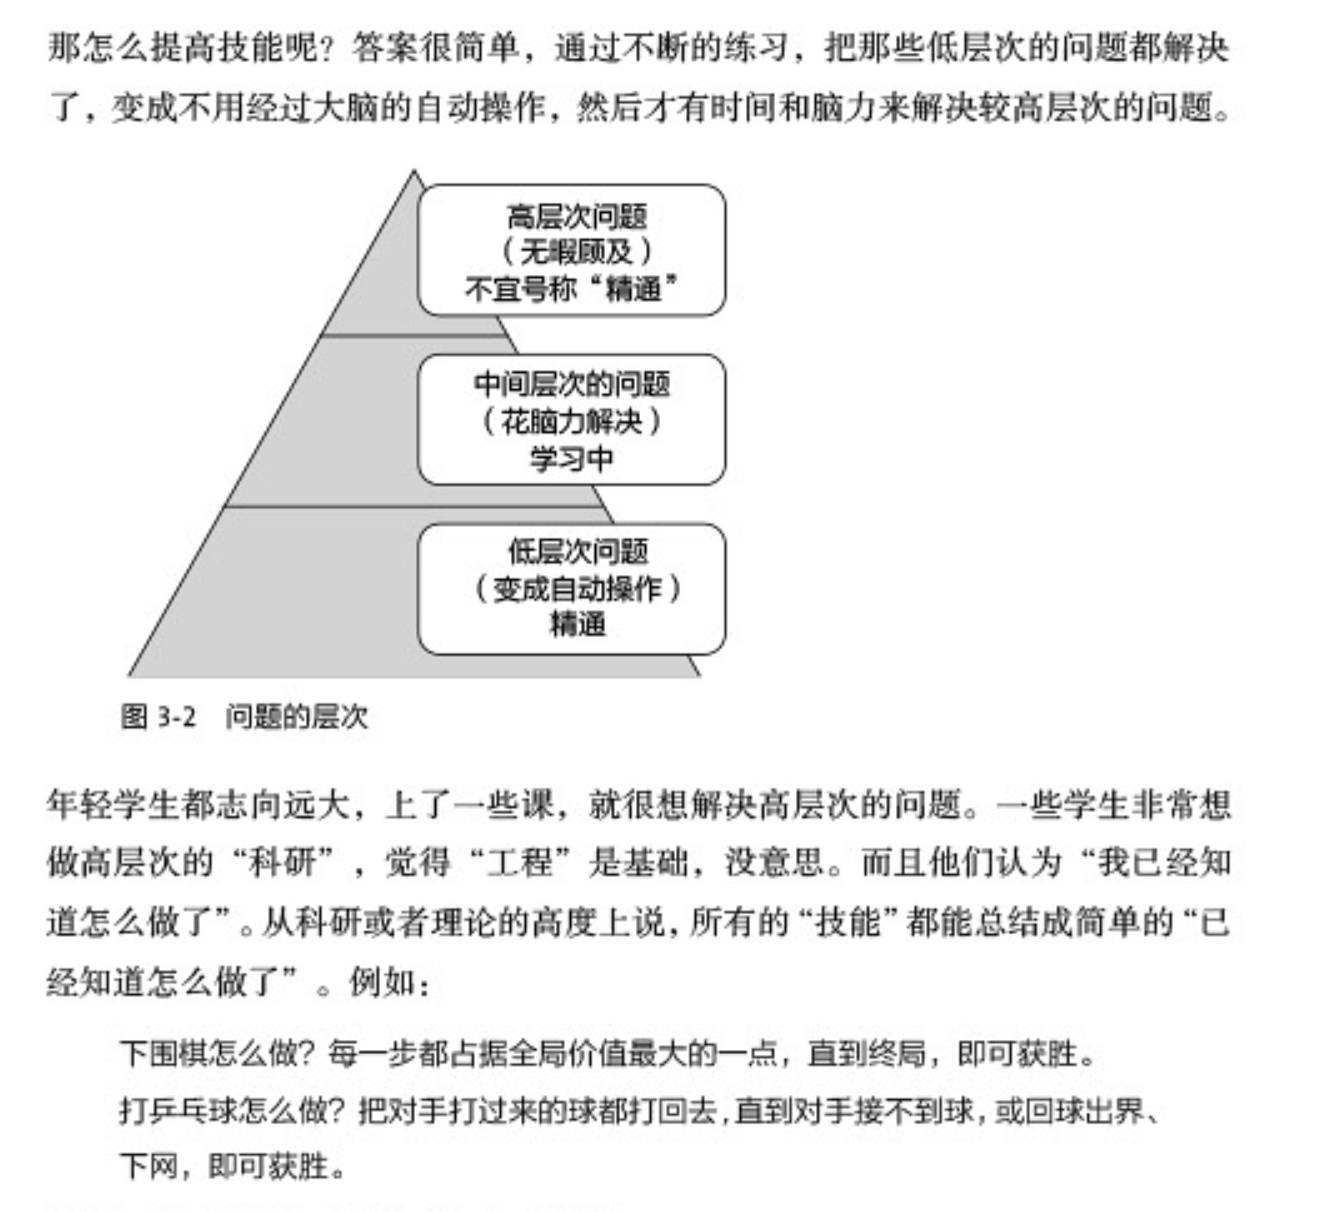 那怎么提高技能呢？答案很简单，通过不断的练习，把那些低层次的问题都解决
了，变成不用经过大脑的自动操作，然后才有时间和脑力来解决较高层次的问题。
高层次问题
（无暇顾及）
不宜号称“精通”
中间层次的问题
（花脑力解决）
学习中
低层次问题
（变成自动操作）
精通
图 3-2 问题的层次
年轻学生都志向远大，上了一些课，就很想解决高层次的问题。一些学生非常想
做高层次的“科研”，觉得“工程”是基础，没意思。而且他们认为“我已经知
道怎么做了”。从科研或者理论的高度上说，所有的“技能”都能总结成简单的“已
经知道怎么做了”。例如：
下围棋怎么做？每一步都占据全局价值最大的一点，直到终局，即可获胜。
打乒乓球怎么做？把对手打过来的球都打回去，直到对手接不到球，或回球出界、
下网，即可获胜。